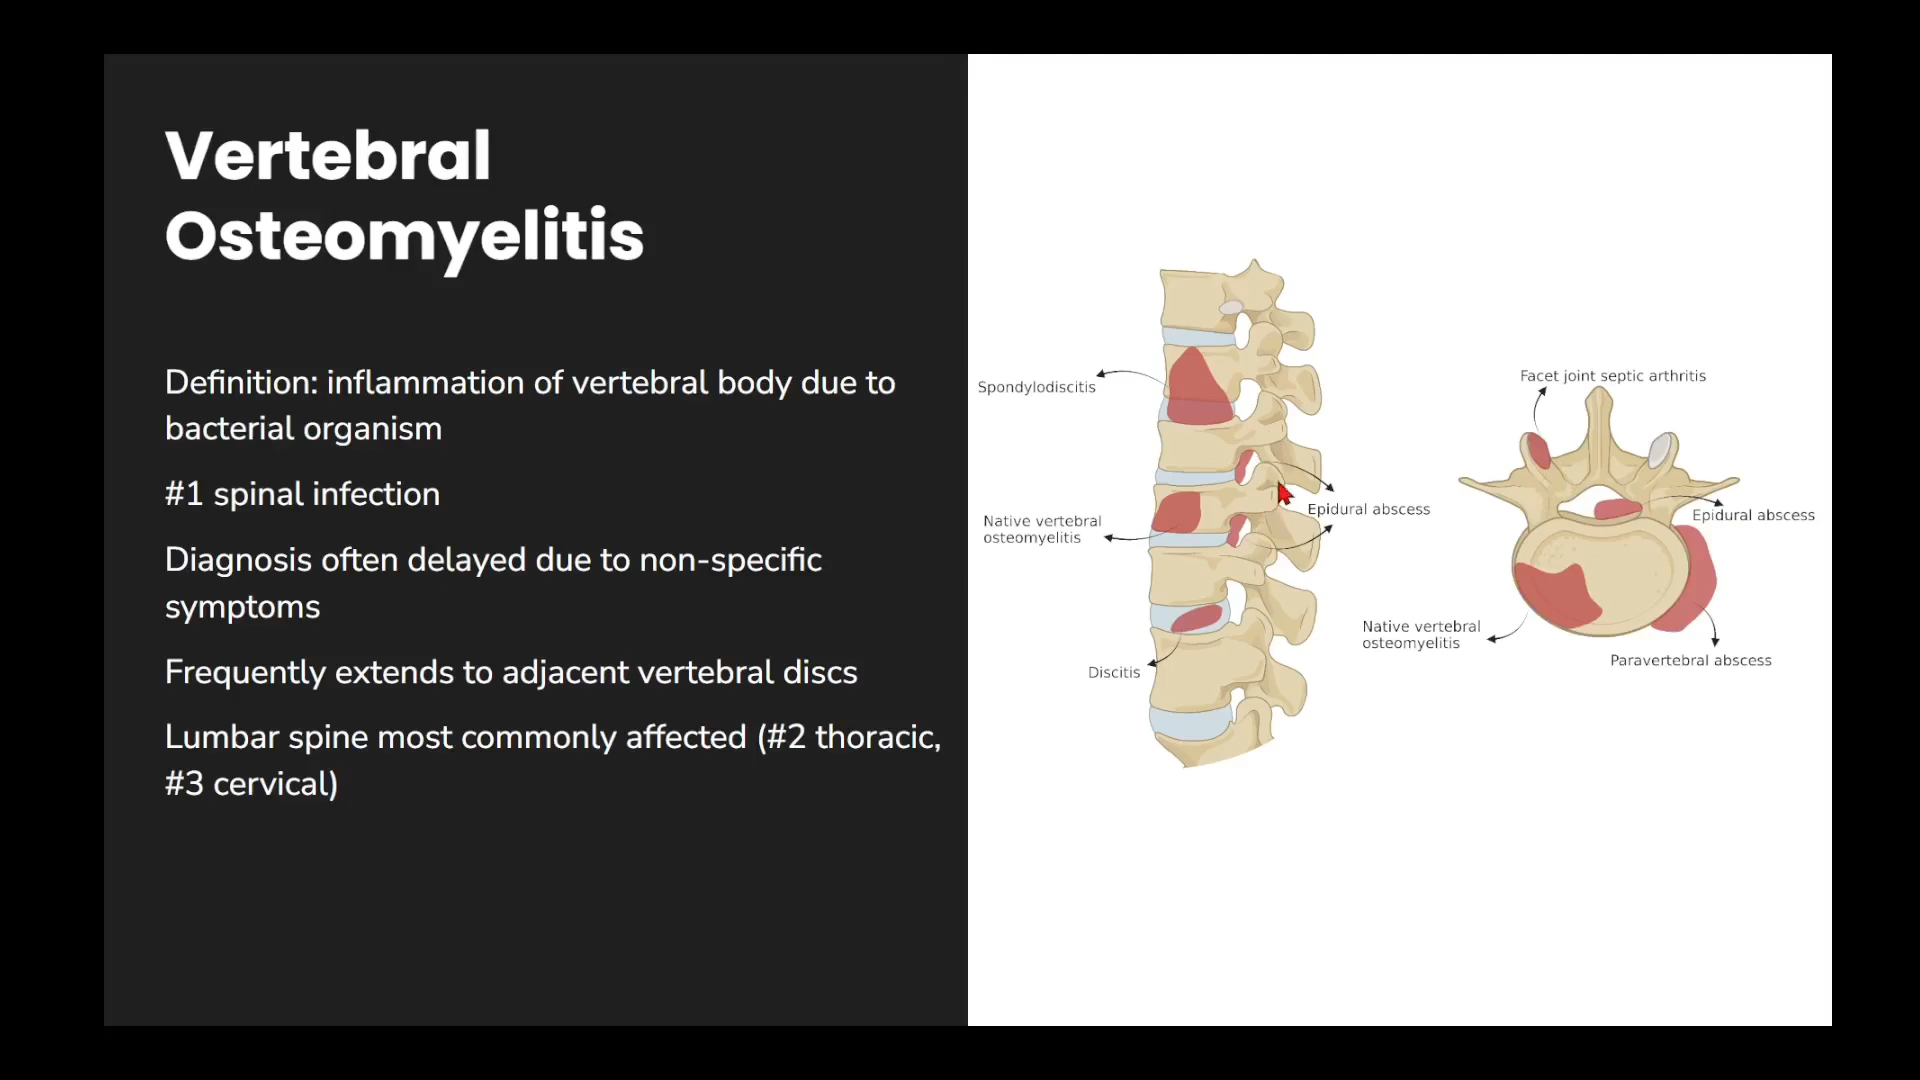 Vertebral
Osteomyelitis
Definition: inflammation of vertebral body due to
bacterial organism
#1 spinal infection
Diagnosis often delayed due to non-specific
symptoms
Frequently extends to adjacent vertebral discs
Lumbar spine most commonly affected (#2 thoracic,
#3 cervical)
Spondylodiscitis
Native vertebral
osteomyelitis
Discitis
Epidural abscess
Facet joint septic arthritis
Epidural abscess
Native vertebral
osteomyelitis
Paravertebral abscess